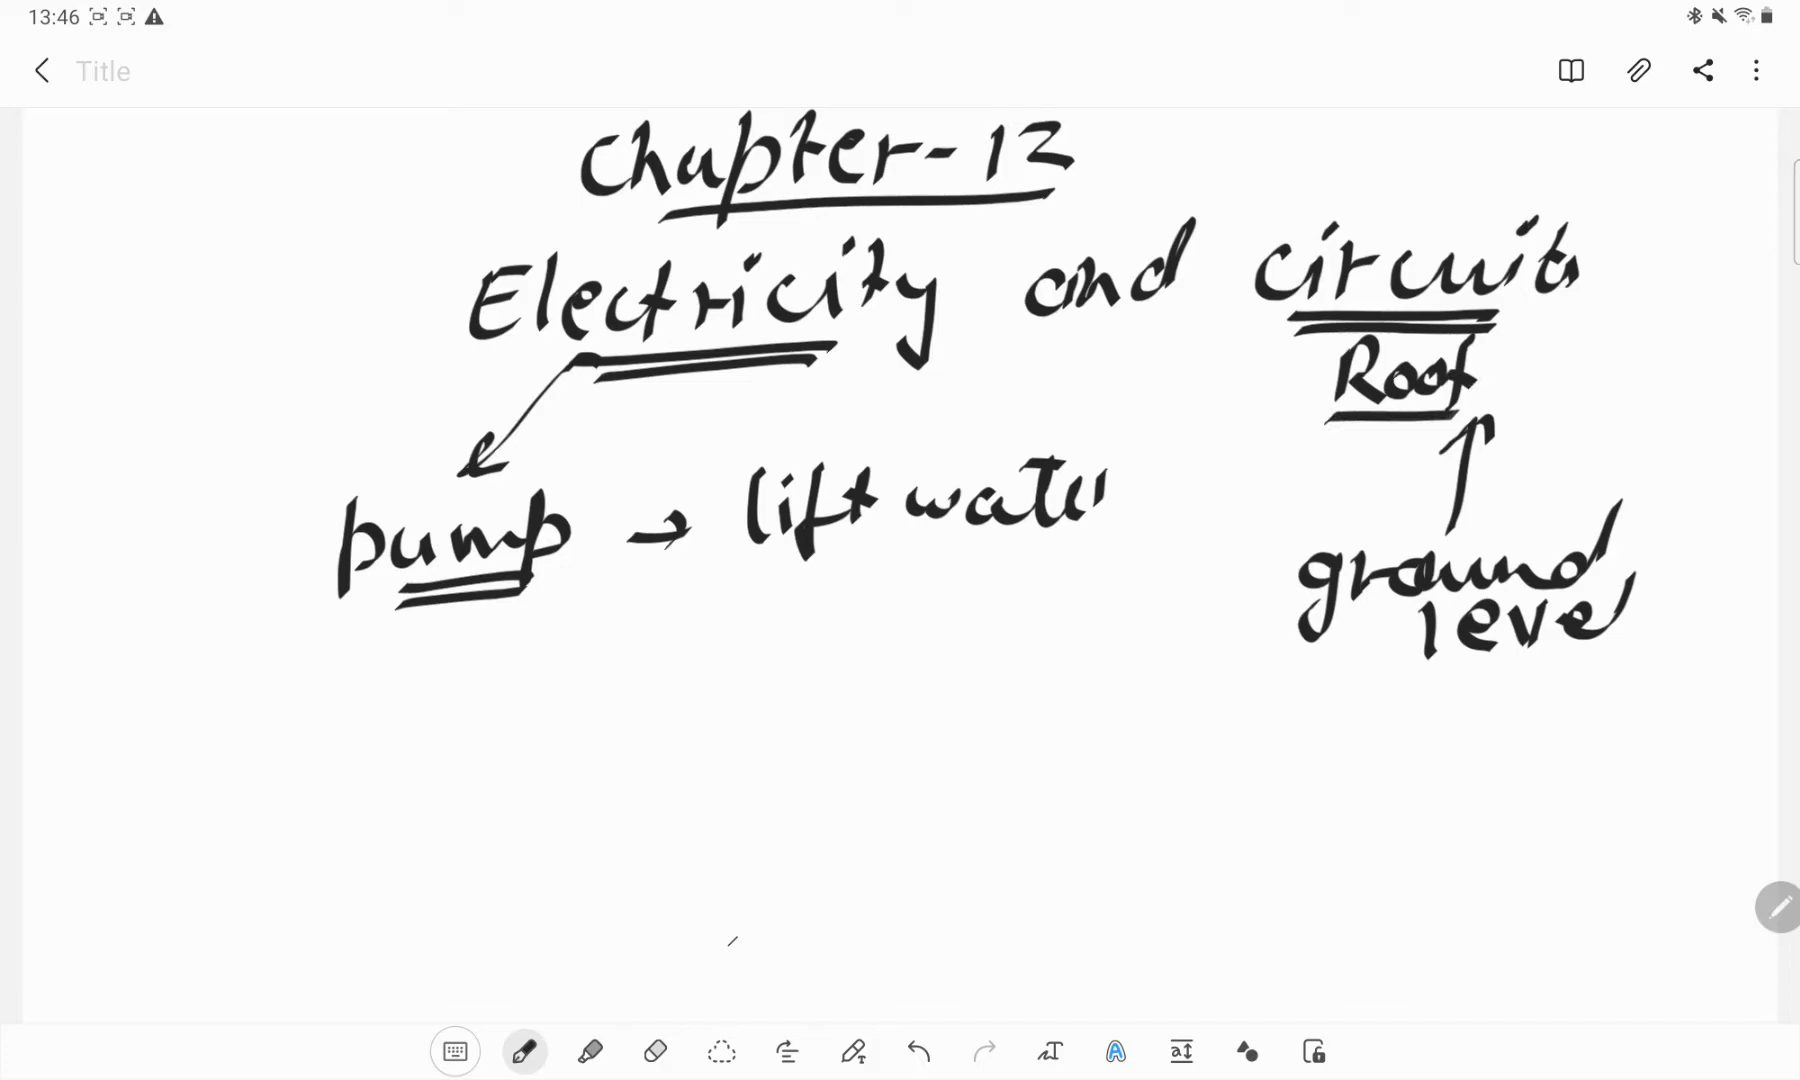 13:46
Title
Chapter-12
Electricity and circuits
Roof
pump → lift water
ground
level